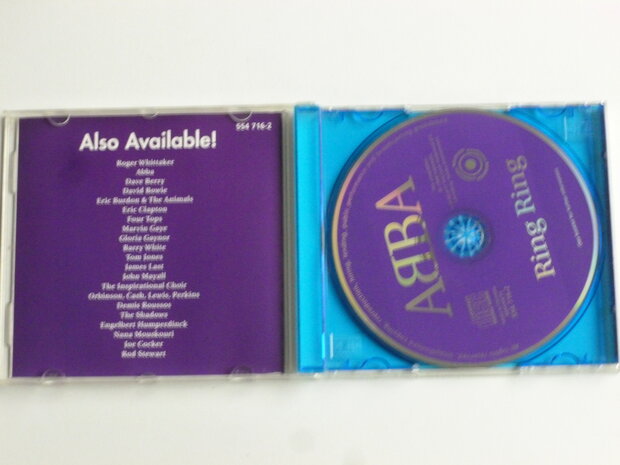 Also Available!
554 716-2
Roger Whittaker
Abba
Dave Berry
David Bowie
Eric Burdon & The Animals
Eric Clapton
Four Tops
Marvin Gaye
Gloria Gaynor
Barry White
Tom Jones
James Last
John Mayall
The Inspirational Choir
Orbinson, Cash, Lewis, Perkins
Demis Roussos
The Shadows
Engelbert Humperdinck
Nana Mouskouri
Joe Cocker
Rod Stewart
ABBA
Ring Ring